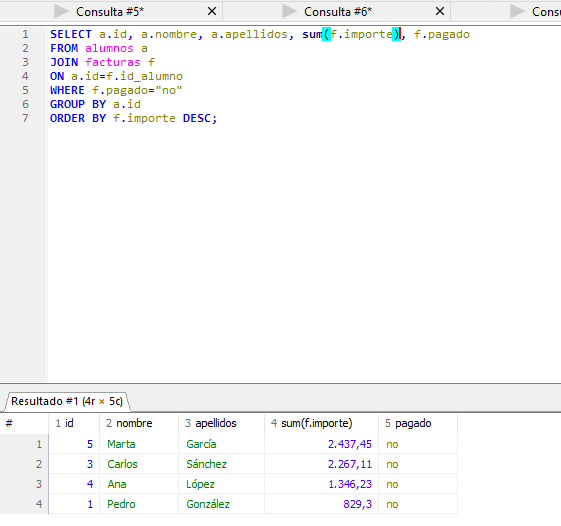 Consulta #5* Consulta #6* Consu
1 SELECT a.id, a.nombre, a.apellidos, sum(f.importe), f.pagado
2 FROM alumnos a
3 JOIN facturas f
4 ON a.id=f.id_alumno
5 WHERE f.pagado="no"
6 GROUP BY a.id
7 ORDER BY f.importe DESC;
Resultado #1 (4r × 5c)
# 1 id 2 nombre 3 apellidos 4 sum(f.importe) 5 pagado
1 5 Marta García 2.437,45 no
2 3 Carlos Sánchez 2.267,11 no
3 4 Ana López 1.346,23 no
4 1 Pedro González 829,3 no